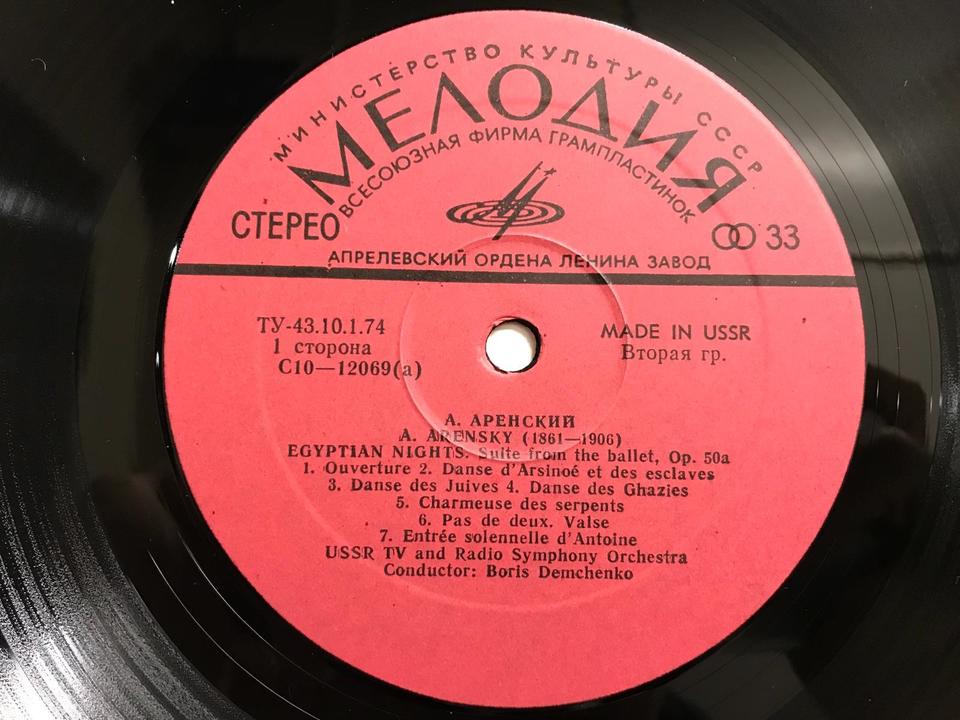 МИНИСТЕРСТВО КУЛЬТУРЫ СССР
МЕЛОДИЯ
ВСЕСОЮЗНАЯ ФИРМА ГРАМПЛАСТИНОК
СТЕРЕО
33
АПРЕЛЕВСКИЙ ОРДЕНА ЛЕНИНА ЗАВОД
ТУ-43.10.1.74
MADE IN USSR
1 сторона
Вторая гр.
С10—12069(а)
А. АРЕНСКИЙ
A. ARENSKY (1861—1906)
EGYPTIAN NIGHTS. Suite from the ballet, Op. 50a
1. Ouverture 2. Danse d'Arsinoé et des esclaves
3. Danse des Juives 4. Danse des Ghazies
5. Charmeuse des serpents
6. Pas de deux. Valse
7. Entrée solennelle d'Antoine
USSR TV and Radio Symphony Orchestra
Conductor: Boris Demchenko